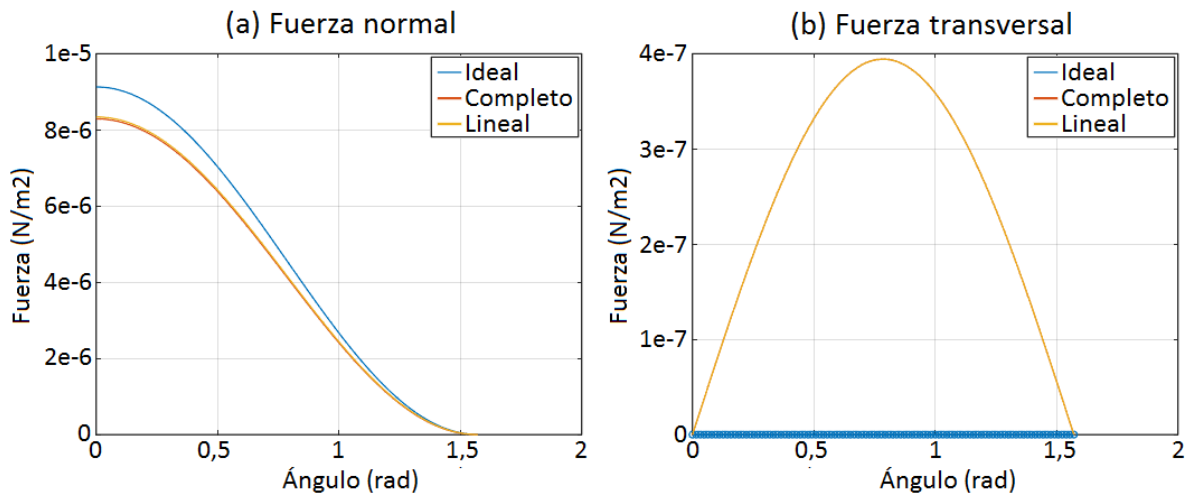 (a) Fuerza normal
1e-5
8e-6
6e-6
4e-6
2e-6
0
Fuerza (N/m2)
Ideal
Completo
Lineal
0
0,5
1
1,5
2
Ángulo (rad)
(b) Fuerza transversal
4e-7
3e-7
2e-7
1e-7
0
Fuerza (N/m2)
Ideal
Completo
Lineal
0
0,5
1
1,5
2
Ángulo (rad)